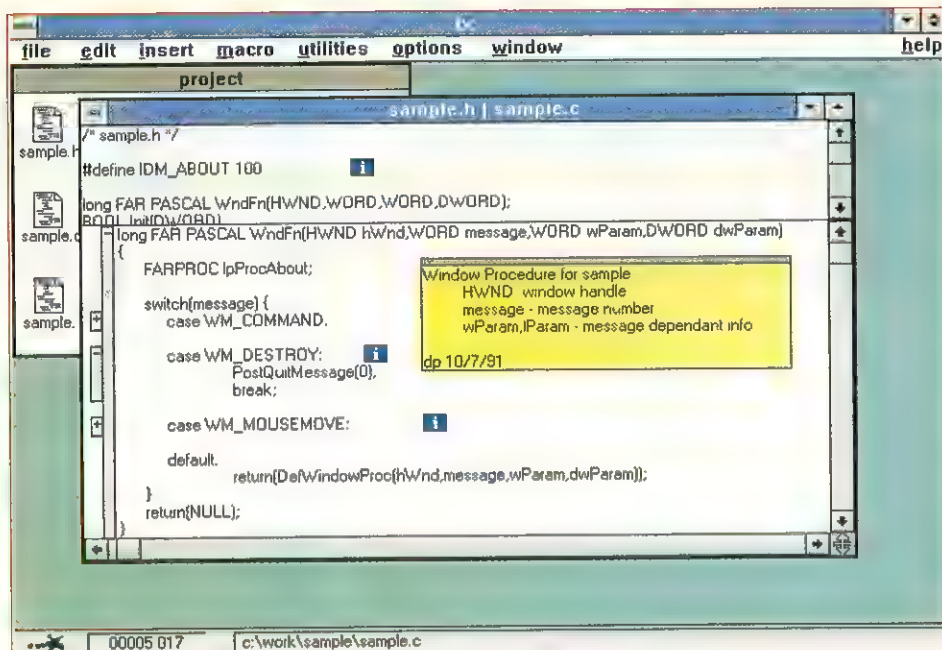 file edit insert macro utilities options window help
project
sample.h | sample.c
sample.h
/* sample.h */
#define IDM_ABOUT 100
i
long FAR PASCAL WndFn(HWND,WORD,WORD,DWORD);
BOOL Init(DWORD)
long FAR PASCAL WndFn(HWND hWnd,WORD message,WORD wParam,DWORD dwParam)
{
FARPROC lpProcAbout;
switch(message) {
case WM_COMMAND.
case WM_DESTROY:
i
PostQuitMessage(0),
break;
case WM_MOUSEMOVE:
i
default.
return(DefWindowProc(hWnd,message,wParam,dwParam));
}
return(NULL);
}
Window Procedure for sample
HWND window handle
message - message number
wParam,lParam - message dependant info
dp 10/7/91
sample.c
sample.
00005 017
c:\work\sample\sample.c